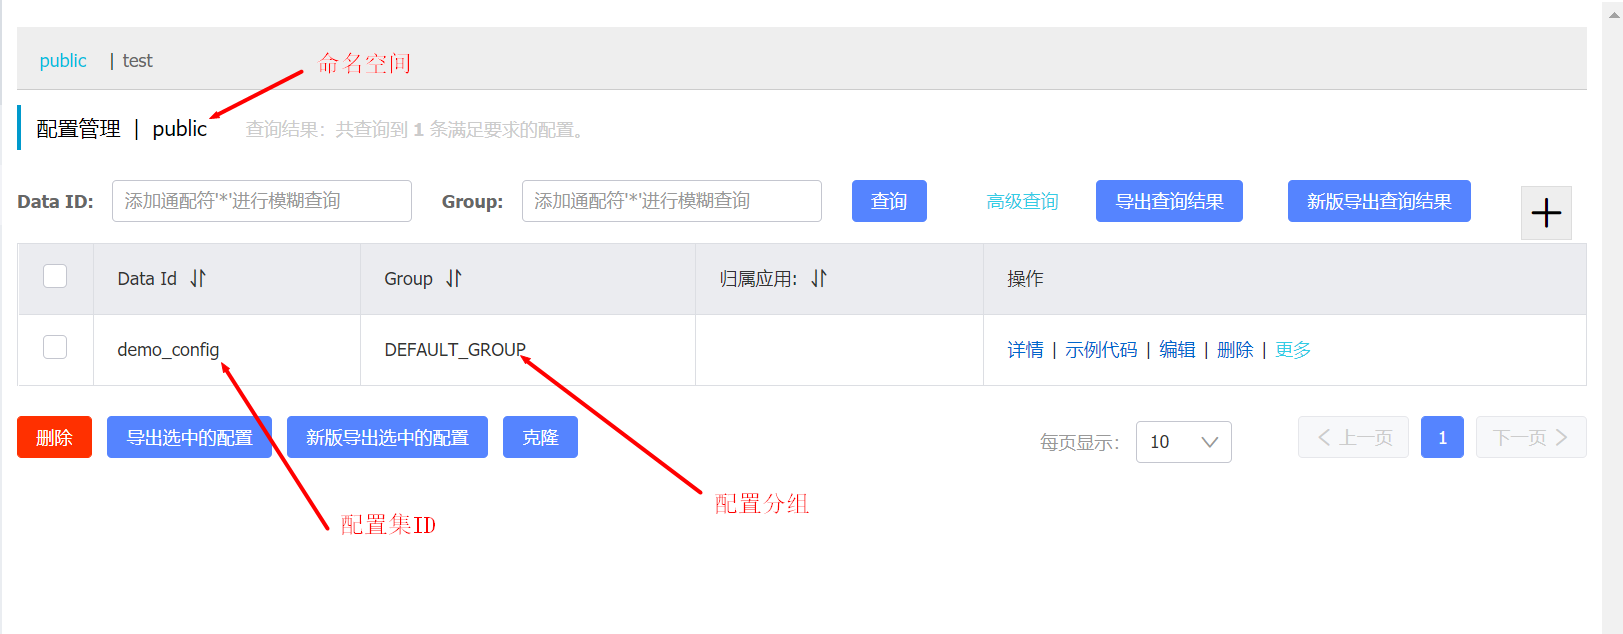 public | test
命名空间
配置管理 | public 查询结果：共查询到 1 条满足要求的配置。
Data ID: 添加通配符'*'进行模糊查询 Group: 添加通配符'*'进行模糊查询 查询 高级查询 导出查询结果 新版导出查询结果
Data Id Group 归属应用: 操作
demo_config DEFAULT_GROUP 详情 | 示例代码 | 编辑 | 删除 | 更多
删除 导出选中的配置 新版导出选中的配置 克隆 每页显示: 10 上一页 1 下一页
配置分组
配置集ID